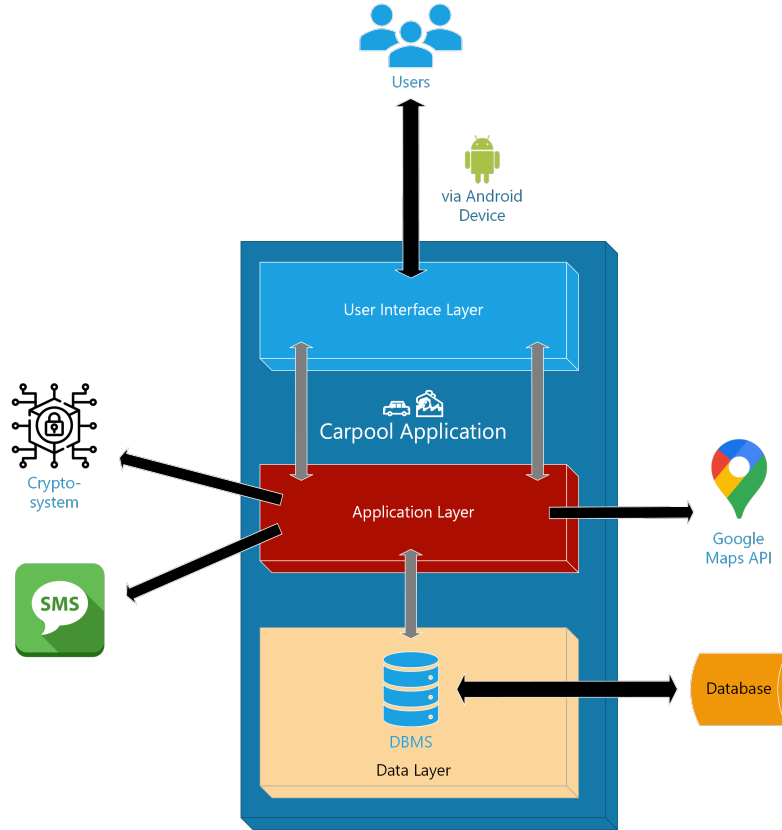 Users
via Android
Device
User Interface Layer
Carpool Application
Crypto-
system
Application Layer
Google
Maps API
SMS
Database
DBMS
Data Layer